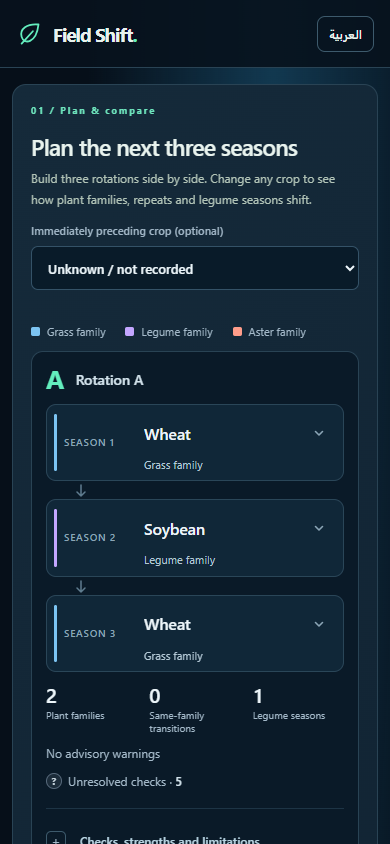 Field Shift.
العربية
01 / Plan & compare
Plan the next three seasons
Build three rotations side by side. Change any crop to see
how plant families, repeats and legume seasons shift.
Immediately preceding crop (optional)
Unknown / not recorded
Grass family
Legume family
Aster family
A Rotation A
SEASON 1
Wheat
Grass family
SEASON 2
Soybean
Legume family
SEASON 3
Wheat
Grass family
2
Plant families
0
Same-family
transitions
1
Legume seasons
No advisory warnings
? Unresolved checks · 5
+ Checks, strengths and limitations